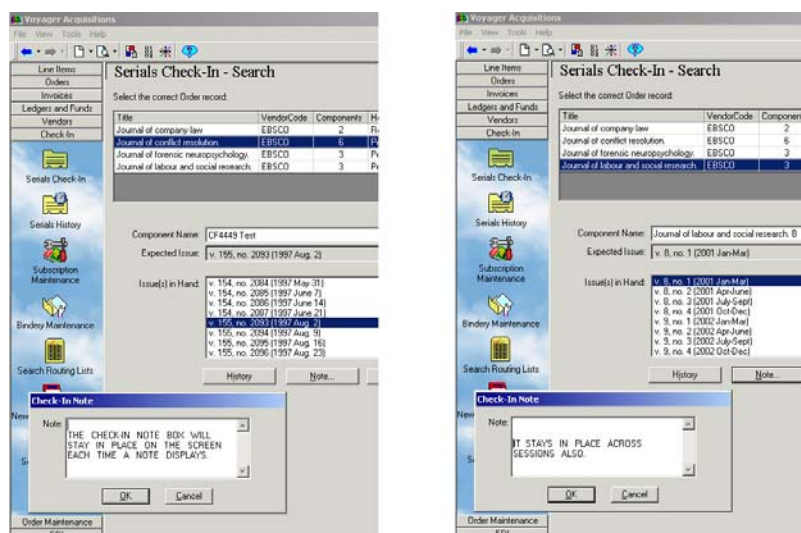 Voyager Acquisitions
File View Tools Help
Line Items
Orders
Invoices
Ledgers and Funds
Vendors
Check-In
Serials Check-In
Serials History
Subscription
Maintenance
Bindery Maintenance
Search Routing Lists
New
Order Maintenance
Serials Check-In - Search
Select the correct Order record:
Title VendorCode Components
Journal of company law EBSCO 2
Journal of conflict resolution. EBSCO 6
Journal of forensic neuropsychology. EBSCO 3
Journal of labour and social research. EBSCO 3
Component Name: CF4449 Test
Expected Issue: v. 155, no. 2093 (1997 Aug. 2)
Issue(s) in Hand:
v. 154, no. 2084 (1997 May 31)
v. 154, no. 2085 (1997 June 7)
v. 154, no. 2086 (1997 June 14)
v. 154, no. 2087 (1997 June 21)
v. 155, no. 2093 (1997 Aug. 2)
v. 155, no. 2094 (1997 Aug. 9)
v. 155, no. 2095 (1997 Aug. 16)
v. 155, no. 2096 (1997 Aug. 23)
History Note...
Check-In Note
Note:
THE CHECK-IN NOTE BOX WILL
STAY IN PLACE ON THE SCREEN
EACH TIME A NOTE DISPLAYS.
OK Cancel
Voyager Acquisitions
File View Tools Help
Line Items
Orders
Invoices
Ledgers and Funds
Vendors
Check-In
Serials Check-In
Serials History
Subscription
Maintenance
Bindery Maintenance
Search Routing Lists
New
Order Maintenance
Serials Check-In - Search
Select the correct Order record:
Title VendorCode Component
Journal of company law EBSCO 2
Journal of conflict resolution. EBSCO 6
Journal of forensic neuropsychology. EBSCO 3
Journal of labour and social research. EBSCO 3
Component Name: Journal of labour and social research. B
Expected Issue: v. 8, no. 1 (2001 Jan-Mar)
Issue(s) in Hand:
v. 8, no. 1 (2001 Jan-Mar)
v. 8, no. 2 (2001 Apr-June)
v. 8, no. 3 (2001 July-Sept)
v. 8, no. 4 (2001 Oct-Dec)
v. 9, no. 1 (2002 Jan-Mar)
v. 9, no. 2 (2002 Apr-June)
v. 9, no. 3 (2002 July-Sept)
v. 9, no. 4 (2002 Oct-Dec)
History Note...
Check-In Note
Note:
IT STAYS IN PLACE ACROSS
SESSIONS ALSO.
OK Cancel